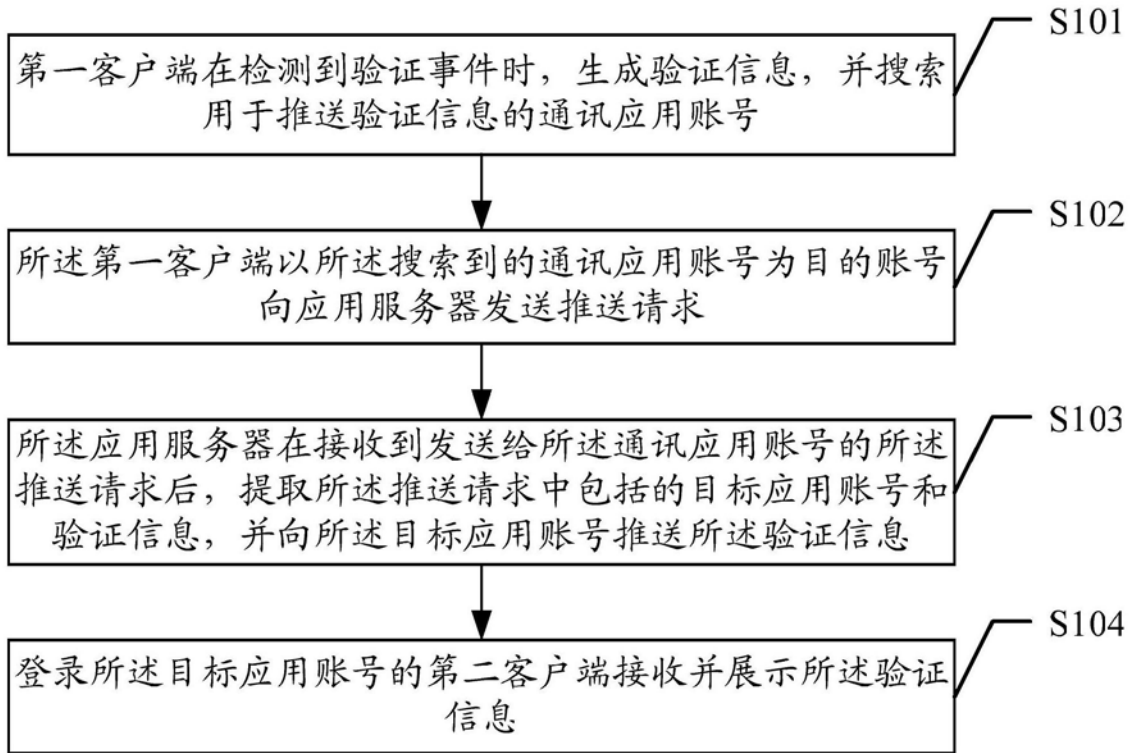 S101
第一客户端在检测到验证事件时，生成验证信息，并搜索
用于推送验证信息的通讯应用账号
S102
所述第一客户端以所述搜索到的通讯应用账号为目的账号
向应用服务器发送推送请求
S103
所述应用服务器在接收到发送给所述通讯应用账号的所述
推送请求后，提取所述推送请求中包括的目标应用账号和
验证信息，并向所述目标应用账号推送所述验证信息
S104
登录所述目标应用账号的第二客户端接收并展示所述验证
信息